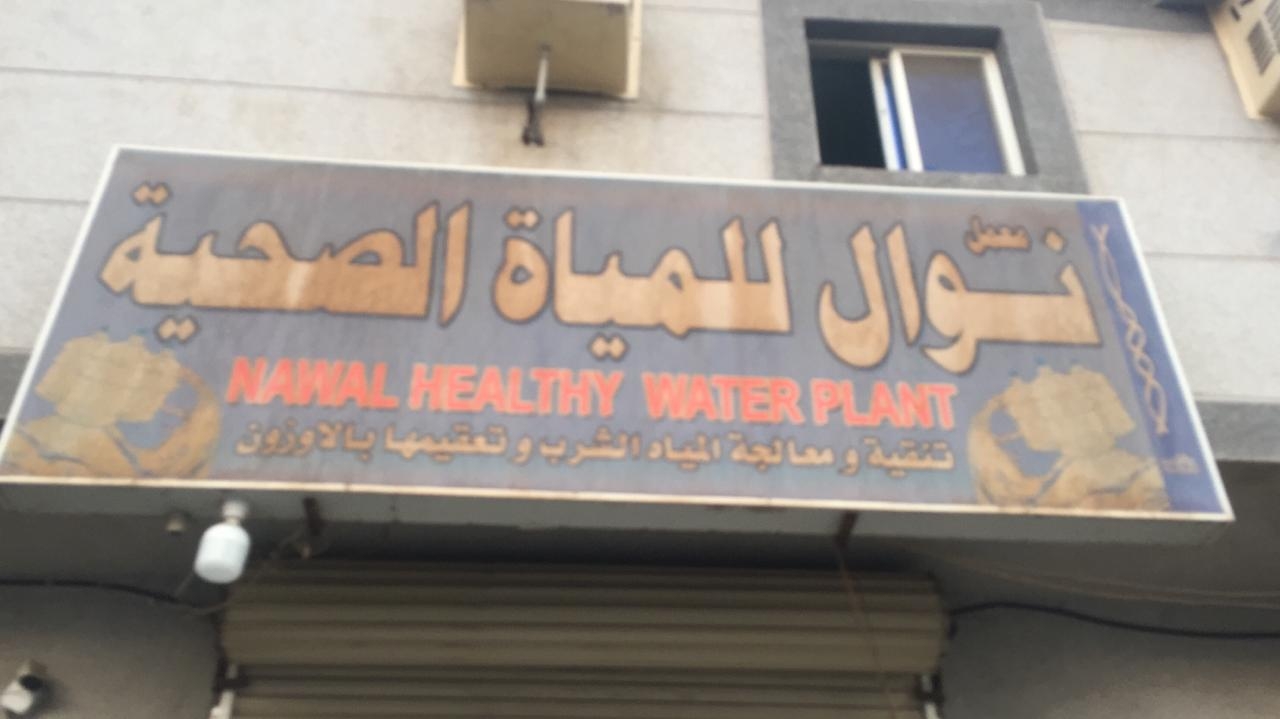 معمل
نوال للمياة الصحية
NAWAL HEALTHY WATER PLANT
تنقية و معالجة المياه الشرب و تعقيمها بالاوزون